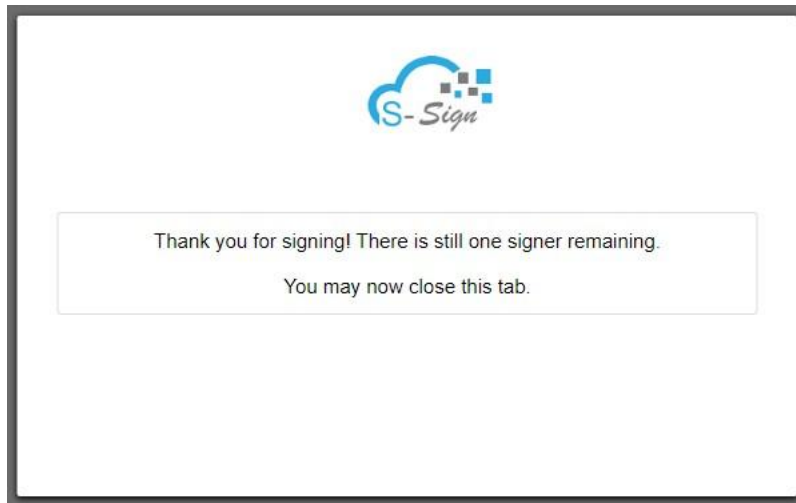 S-Sign
Thank you for signing! There is still one signer remaining.
You may now close this tab.